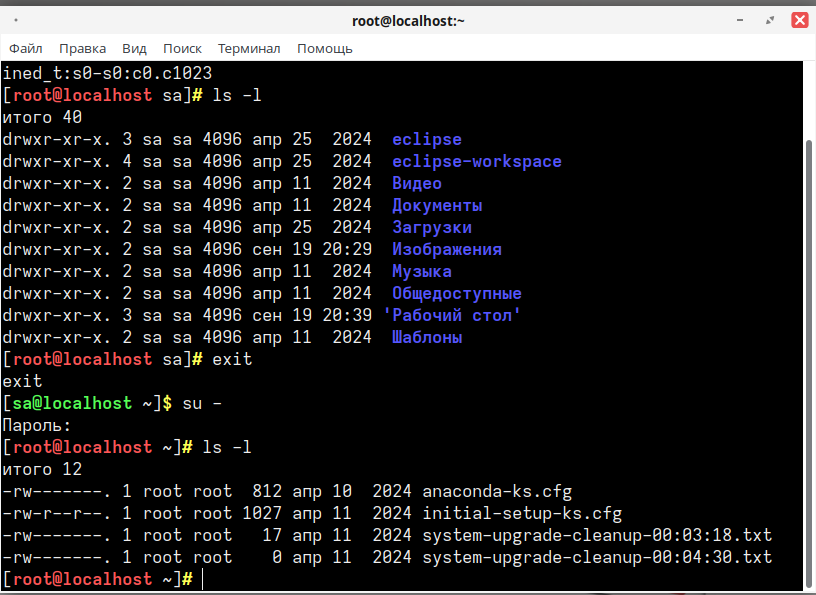 root@localhost:~
Файл Правка Вид Поиск Терминал Помощь
ined_t:s0-s0:c0.c1023
[root@localhost sa]# ls -l
итого 40
drwxr-xr-x. 3 sa sa 4096 апр 25  2024  eclipse
drwxr-xr-x. 4 sa sa 4096 апр 25  2024  eclipse-workspace
drwxr-xr-x. 2 sa sa 4096 апр 11  2024  Видео
drwxr-xr-x. 2 sa sa 4096 апр 11  2024  Документы
drwxr-xr-x. 2 sa sa 4096 апр 25  2024  Загрузки
drwxr-xr-x. 2 sa sa 4096 сен 19 20:29  Изображения
drwxr-xr-x. 2 sa sa 4096 апр 11  2024  Музыка
drwxr-xr-x. 2 sa sa 4096 апр 11  2024  Общедоступные
drwxr-xr-x. 3 sa sa 4096 сен 19 20:39 'Рабочий стол'
drwxr-xr-x. 2 sa sa 4096 апр 11  2024  Шаблоны
[root@localhost sa]# exit
exit
[sa@localhost ~]$ su -
Пароль:
[root@localhost ~]# ls -l
итого 12
-rw-------. 1 root root  812 апр 10  2024 anaconda-ks.cfg
-rw-r--r--. 1 root root 1027 апр 11  2024 initial-setup-ks.cfg
-rw-------. 1 root root   17 апр 11  2024 system-upgrade-cleanup-00:03:18.txt
-rw-------. 1 root root    0 апр 11  2024 system-upgrade-cleanup-00:04:30.txt
[root@localhost ~]#